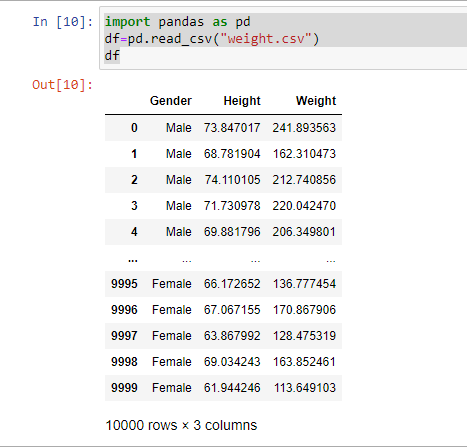 In [10]: import pandas as pd
df=pd.read_csv("weight.csv")
df
Out[10]:
Gender Height Weight
0 Male 73.847017 241.893563
1 Male 68.781904 162.310473
2 Male 74.110105 212.740856
3 Male 71.730978 220.042470
4 Male 69.881796 206.349801
... ... ... ...
9995 Female 66.172652 136.777454
9996 Female 67.067155 170.867906
9997 Female 63.867992 128.475319
9998 Female 69.034243 163.852461
9999 Female 61.944246 113.649103
10000 rows × 3 columns